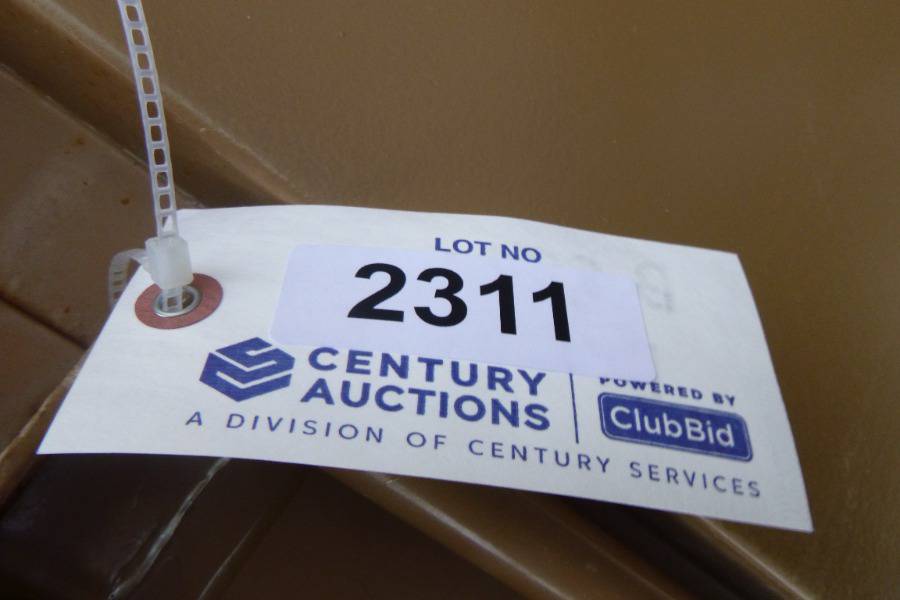 LOT NO
2311
CENTURY
AUCTIONS
A DIVISION OF CENTURY SERVICES
POWERED BY
ClubBid